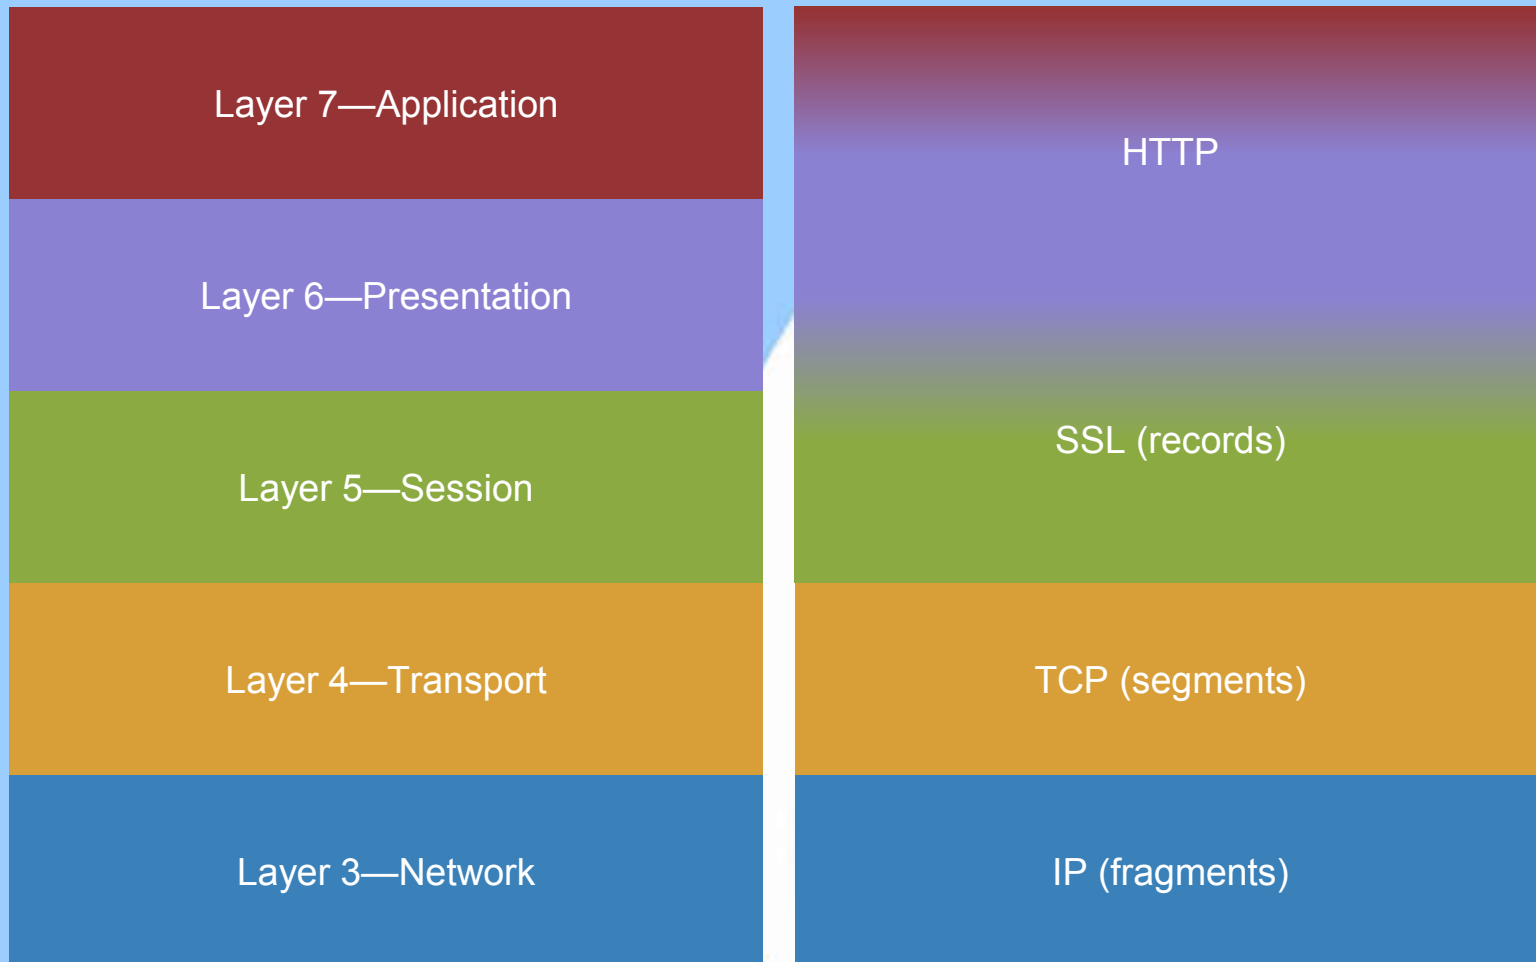 Layer 7—Application
Layer 6—Presentation
Layer 5—Session
Layer 4—Transport
Layer 3—Network
HTTP
SSL (records)
TCP (segments)
IP (fragments)